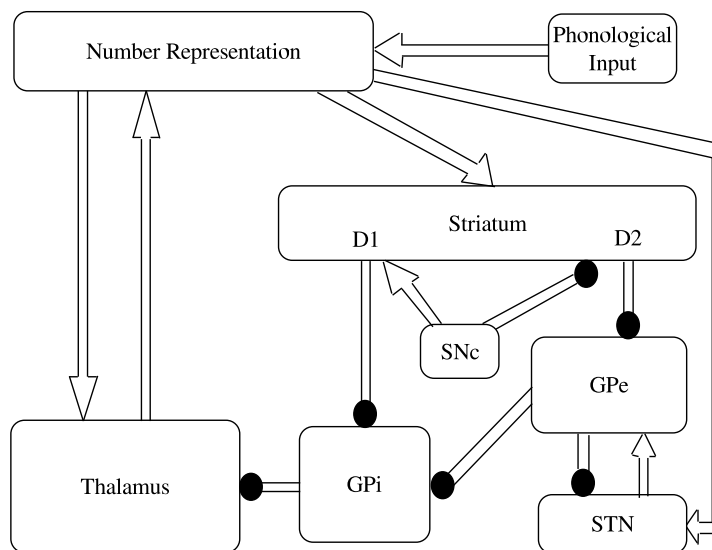 Number Representation
Phonological
Input
Striatum
D1
D2
SNc
GPe
Thalamus
GPi
STN